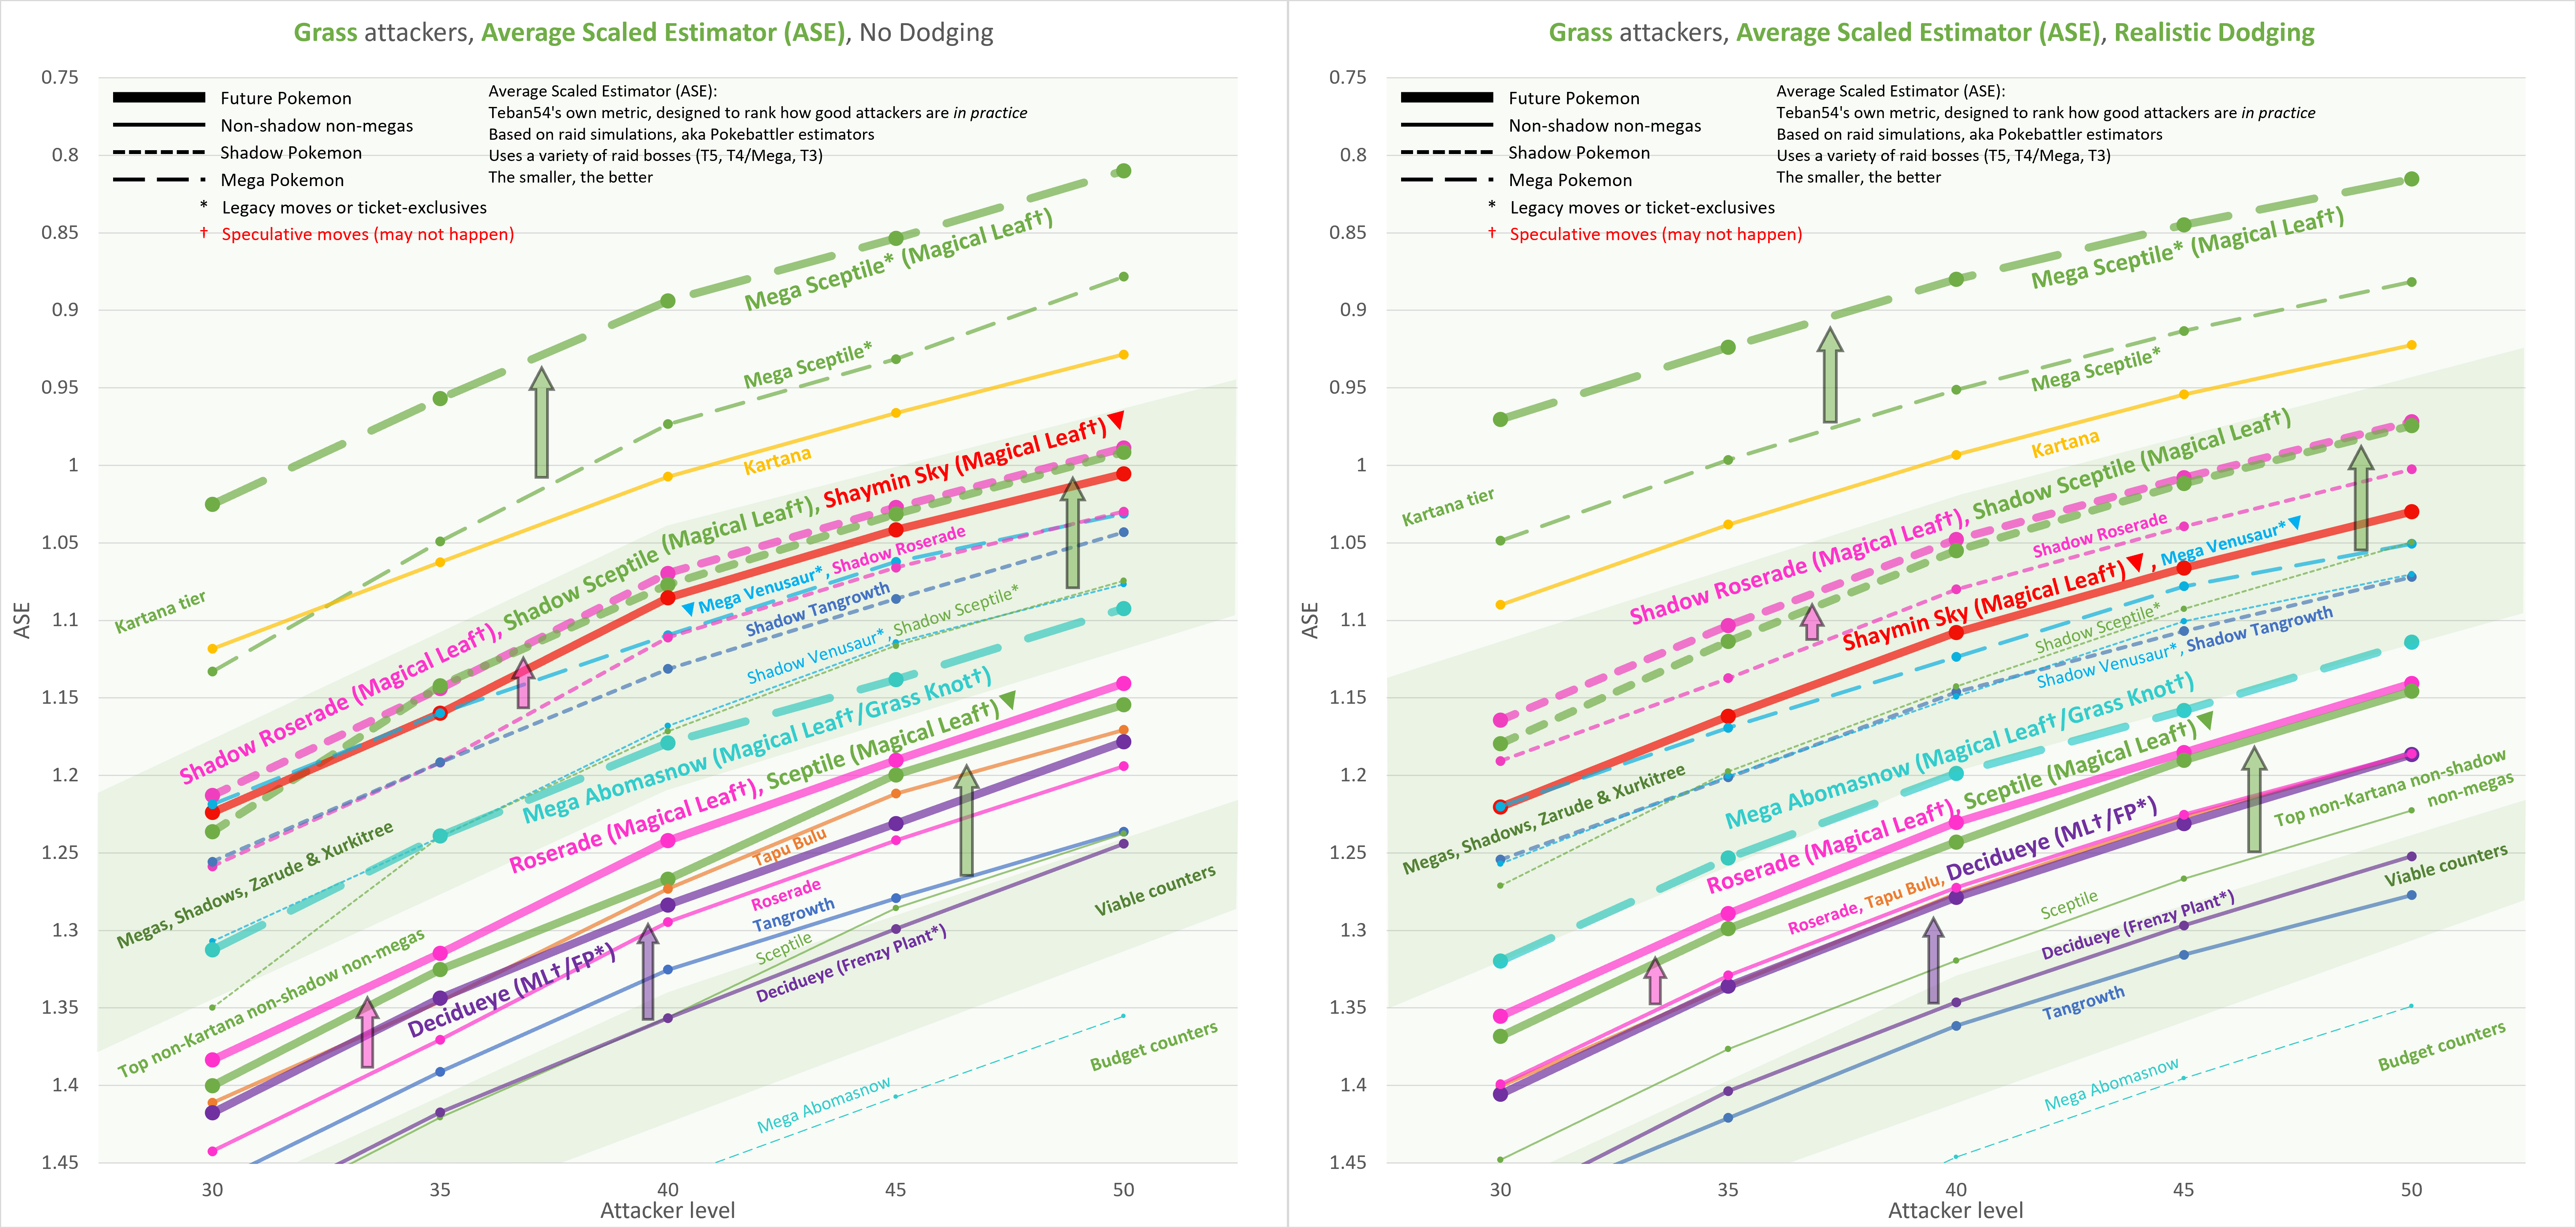 Grass attackers, Average Scaled Estimator (ASE), No Dodging
0.75
0.8
0.85
0.9
0.95
1
1.05
1.1
1.15
1.2
1.25
1.3
1.35
1.4
1.45
ASE
Future Pokemon
Non-shadow non-megas
Shadow Pokemon
Mega Pokemon
* Legacy moves or ticket-exclusives
† Speculative moves (may not happen)
Average Scaled Estimator (ASE):
Teban54's own metric, designed to rank how good attackers are in practice
Based on raid simulations, aka Pokebattler estimators
Uses a variety of raid bosses (T5, T4/Mega, T3)
The smaller, the better
Mega Sceptile* (Magical Leaf†)
Mega Sceptile*
Kartana
Kartana tier
Shadow Roserade (Magical Leaf†), Shadow Sceptile (Magical Leaf†), Shaymin Sky (Magical Leaf†)
Mega Venusaur*, Shadow Roserade
Shadow Tangrowth
Shadow Venusaur*, Shadow Sceptile*
Megas, Shadows, Zarude & Xurkitree
Mega Abomasnow (Magical Leaf†/Grass Knot†)
Roserade (Magical Leaf†), Sceptile (Magical Leaf†)
Tapu Bulu
Decidueye (ML†/FP*)
Roserade
Tangrowth
Sceptile
Decidueye (Frenzy Plant*)
Top non-Kartana non-shadow non-megas
Viable counters
Budget counters
Mega Abomasnow
30
35
40
45
50
Attacker level
Grass attackers, Average Scaled Estimator (ASE), Realistic Dodging
0.75
0.8
0.85
0.9
0.95
1
1.05
1.1
1.15
1.2
1.25
1.3
1.35
1.4
1.45
ASE
Future Pokemon
Non-shadow non-megas
Shadow Pokemon
Mega Pokemon
* Legacy moves or ticket-exclusives
† Speculative moves (may not happen)
Average Scaled Estimator (ASE):
Teban54's own metric, designed to rank how good attackers are in practice
Based on raid simulations, aka Pokebattler estimators
Uses a variety of raid bosses (T5, T4/Mega, T3)
The smaller, the better
Mega Sceptile* (Magical Leaf†)
Mega Sceptile*
Kartana
Kartana tier
Shadow Roserade (Magical Leaf†), Shadow Sceptile (Magical Leaf†)
Shadow Roserade
Shaymin Sky (Magical Leaf†), Mega Venusaur*
Shadow Sceptile*
Shadow Venusaur*, Shadow Tangrowth
Megas, Shadows, Zarude & Xurkitree
Mega Abomasnow (Magical Leaf†/Grass Knot†)
Roserade (Magical Leaf†), Sceptile (Magical Leaf†)
Roserade, Tapu Bulu, Decidueye (ML†/FP*)
Top non-Kartana non-shadow
non-megas
Sceptile
Decidueye (Frenzy Plant*)
Tangrowth
Viable counters
Budget counters
Mega Abomasnow
30
35
40
45
50
Attacker level